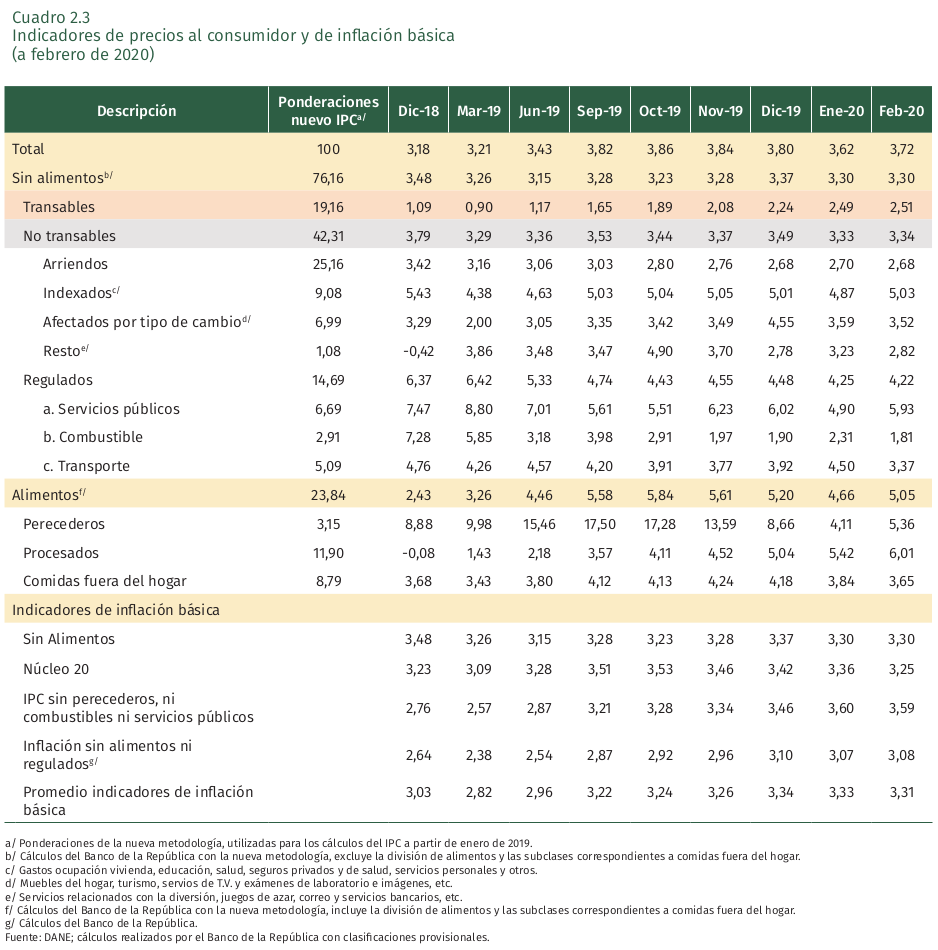 Cuadro 2.3
Indicadores de precios al consumidor y de inflación básica
(a febrero de 2020)
Descripción Ponderaciones nuevo IPCa/ Dic-18 Mar-19 Jun-19 Sep-19 Oct-19 Nov-19 Dic-19 Ene-20 Feb-20
Total 100 3,18 3,21 3,43 3,82 3,86 3,84 3,80 3,62 3,72
Sin alimentosb/ 76,16 3,48 3,26 3,15 3,28 3,23 3,28 3,37 3,30 3,30
Transables 19,16 1,09 0,90 1,17 1,65 1,89 2,08 2,24 2,49 2,51
No transables 42,31 3,79 3,29 3,36 3,53 3,44 3,37 3,49 3,33 3,34
Arriendos 25,16 3,42 3,16 3,06 3,03 2,80 2,76 2,68 2,70 2,68
Indexadosc/ 9,08 5,43 4,38 4,63 5,03 5,04 5,05 5,01 4,87 5,03
Afectados por tipo de cambiod/ 6,99 3,29 2,00 3,05 3,35 3,42 3,49 4,55 3,59 3,52
Restoe/ 1,08 -0,42 3,86 3,48 3,47 4,90 3,70 2,78 3,23 2,82
Regulados 14,69 6,37 6,42 5,33 4,74 4,43 4,55 4,48 4,25 4,22
a. Servicios públicos 6,69 7,47 8,80 7,01 5,61 5,51 6,23 6,02 4,90 5,93
b. Combustible 2,91 7,28 5,85 3,18 3,98 2,91 1,97 1,90 2,31 1,81
c. Transporte 5,09 4,76 4,26 4,57 4,20 3,91 3,77 3,92 4,50 3,37
Alimentosf/ 23,84 2,43 3,26 4,46 5,58 5,84 5,61 5,20 4,66 5,05
Perecederos 3,15 8,88 9,98 15,46 17,50 17,28 13,59 8,66 4,11 5,36
Procesados 11,90 -0,08 1,43 2,18 3,57 4,11 4,52 5,04 5,42 6,01
Comidas fuera del hogar 8,79 3,68 3,43 3,80 4,12 4,13 4,24 4,18 3,84 3,65
Indicadores de inflación básica
Sin Alimentos 3,48 3,26 3,15 3,28 3,23 3,28 3,37 3,30 3,30
Núcleo 20 3,23 3,09 3,28 3,51 3,53 3,46 3,42 3,36 3,25
IPC sin perecederos, ni
combustibles ni servicios públicos 2,76 2,57 2,87 3,21 3,28 3,34 3,46 3,60 3,59
Inflación sin alimentos ni
reguladosg/ 2,64 2,38 2,54 2,87 2,92 2,96 3,10 3,07 3,08
Promedio indicadores de inflación
básica 3,03 2,82 2,96 3,22 3,24 3,26 3,34 3,33 3,31
a/ Ponderaciones de la nueva metodología, utilizadas para los cálculos del IPC a partir de enero de 2019.
b/ Cálculos del Banco de la República con la nueva metodología, excluye la división de alimentos y las subclases correspondientes a comidas fuera del hogar.
c/ Gastos ocupación vivienda, educación, salud, seguros privados y de salud, servicios personales y otros.
d/ Muebles del hogar, turismo, servios de T.V. y exámenes de laboratorio e imágenes, etc.
e/ Servicios relacionados con la diversión, juegos de azar, correo y servicios bancarios, etc.
f/ Cálculos del Banco de la República con la nueva metodología, incluye la división de alimentos y las subclases correspondientes a comidas fuera del hogar.
g/ Cálculos del Banco de la República.
Fuente: DANE; cálculos realizados por el Banco de la República con clasificaciones provisionales.